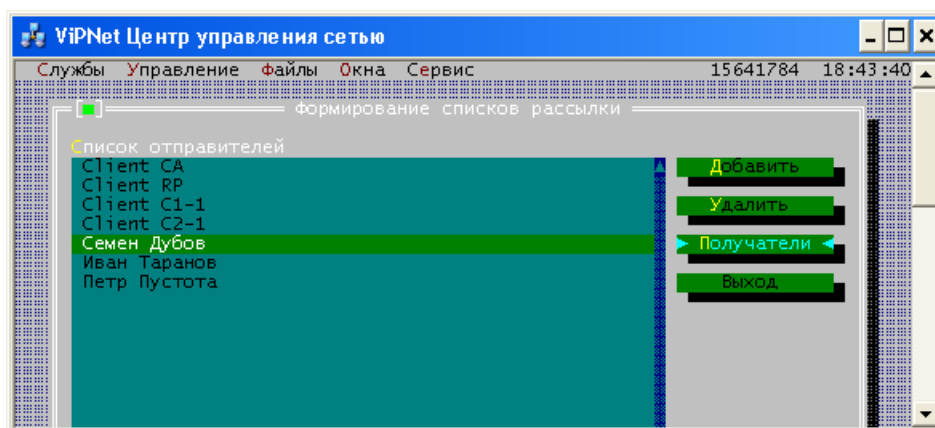 ViPNet Центр управления сетью
Службы Управление Файлы Окна Сервис 15641784 18:43:40
Формирование списков рассылки
Список отправителей
Client CA
Client RP
Client C1-1
Client C2-1
Семен Дубов
Иван Таранов
Петр Пустота
Добавить
Удалить
Получатели
Выход